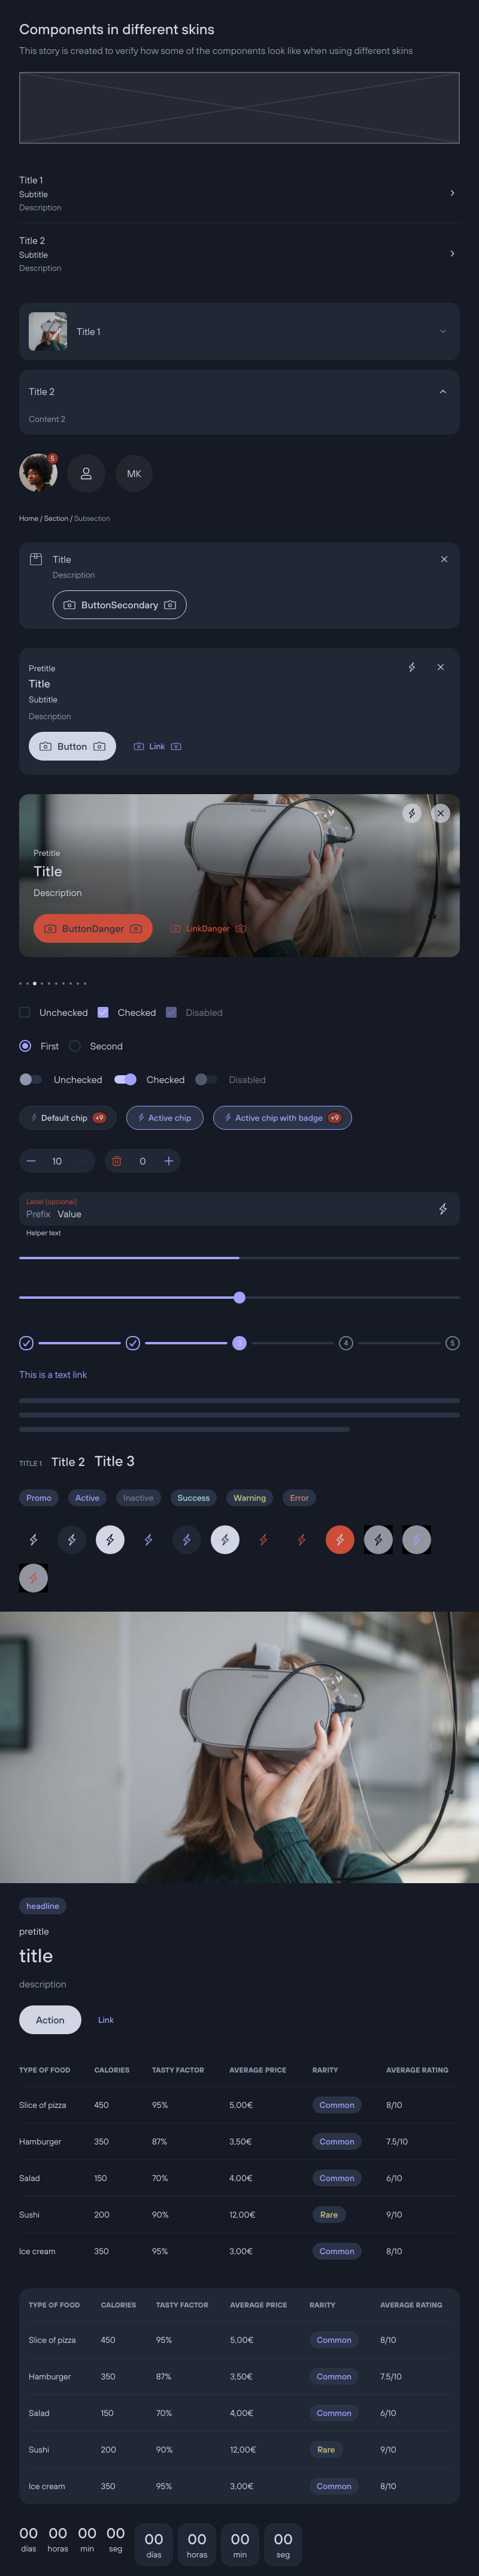 Components in different skins
This story is created to verify how some of the components look like when using different skins
Title 1
Subtitle
Description
Title 2
Subtitle
Description
Title 1
Title 2
Content 2
5
MK
Home / Section / Subsection
Title
Description
ButtonSecondary
Pretitle
Title
Subtitle
Description
Button Link
oculus
Pretitle
Title
Description
ButtonDanger LinkDanger
Unchecked Checked Disabled
First Second
Unchecked Checked Disabled
Default chip +9 Active chip Active chip with badge +9
10 0
Label (opcional)
Prefix Value
Helper text
4 5
This is a text link
TITLE 1 Title 2 Title 3
Promo Active Inactive Success Warning Error
oculus
headline
pretitle
title
description
Action Link
TYPE OF FOOD CALORIES TASTY FACTOR AVERAGE PRICE RARITY AVERAGE RATING
Slice of pizza 450 95% 5,00€ Common 8/10
Hamburger 350 87% 3,50€ Common 7.5/10
Salad 150 70% 4,00€ Common 6/10
Sushi 200 90% 12,00€ Rare 9/10
Ice cream 350 95% 3,00€ Common 8/10
TYPE OF FOOD CALORIES TASTY FACTOR AVERAGE PRICE RARITY AVERAGE RATING
Slice of pizza 450 95% 5,00€ Common 8/10
Hamburger 350 87% 3,50€ Common 7.5/10
Salad 150 70% 4,00€ Common 6/10
Sushi 200 90% 12,00€ Rare 9/10
Ice cream 350 95% 3,00€ Common 8/10
00 00 00 00 00 00 00 00
días horas min seg días horas min seg